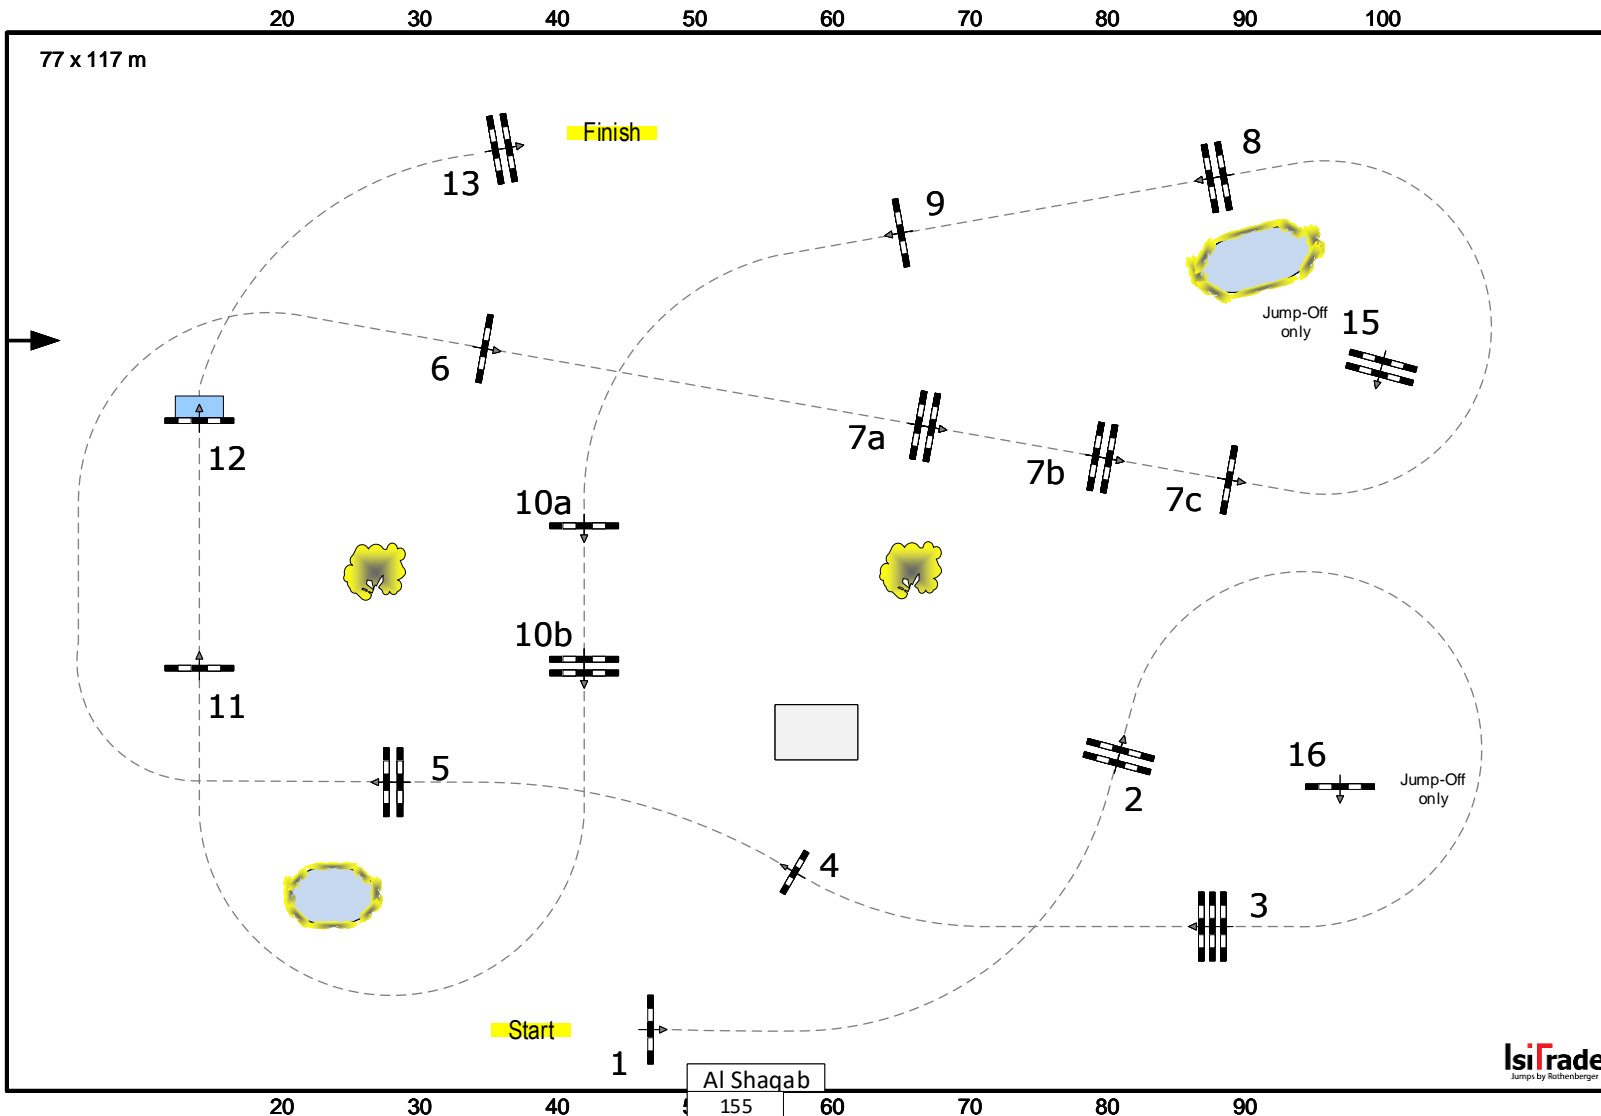 20 30 40 50 60 70 80 90 100
77 x 117 m
Finish
8
13
9
Jump-Off
only
15
6
7a
12
7b
7c
10a
10b
11
5
16
Jump-Off
only
2
4
3
Start
1
IsiTrade
Jumps by Rothenberger
Al Shaqab
155
20 30 40 60 70 80 90